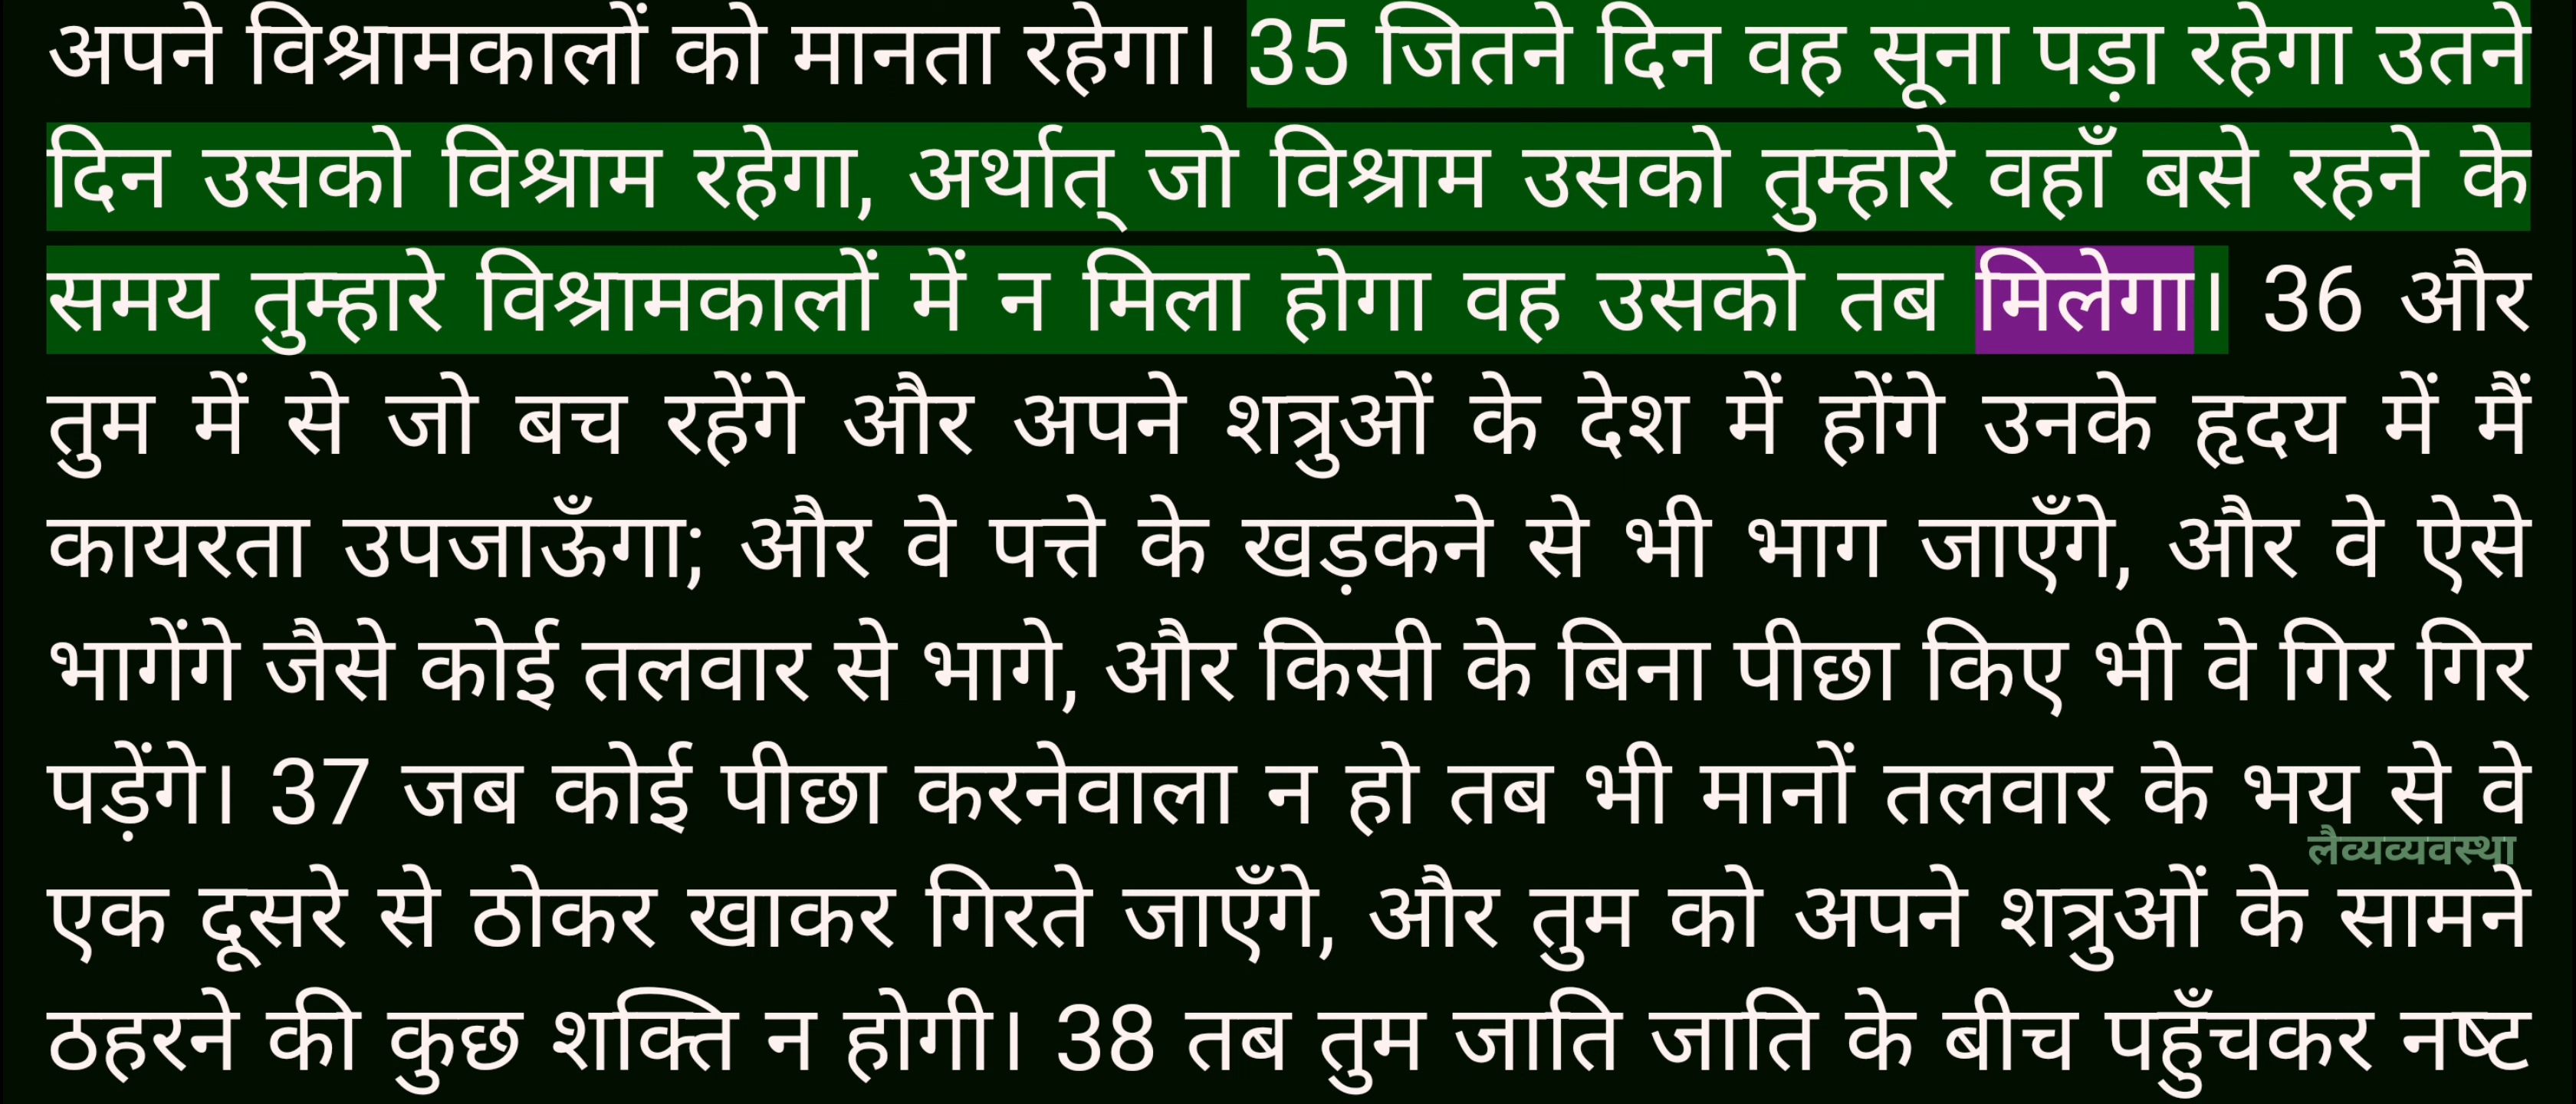 अपने विश्रामकालों को मानता रहेगा। 35 जितने दिन वह सूना पड़ा रहेगा उतने
दिन उसको विश्राम रहेगा, अर्थात् जो विश्राम उसको तुम्हारे वहाँ बसे रहने के
समय तुम्हारे विश्रामकालों में न मिला होगा वह उसको तब मिलेगा। 36 और
तुम में से जो बच रहेंगे और अपने शत्रुओं के देश में होंगे उनके हृदय में मैं
कायरता उपजाऊँगा; और वे पत्ते के खड़कने से भी भाग जाएँगे, और वे ऐसे
भागेंगे जैसे कोई तलवार से भागे, और किसी के बिना पीछा किए भी वे गिर गिर
पड़ेंगे। 37 जब कोई पीछा करनेवाला न हो तब भी मानों तलवार के भय से वे
लैव्यव्यवस्था
एक दूसरे से ठोकर खाकर गिरते जाएँगे, और तुम को अपने शत्रुओं के सामने
ठहरने की कुछ शक्ति न होगी। 38 तब तुम जाति जाति के बीच पहुँचकर नष्ट